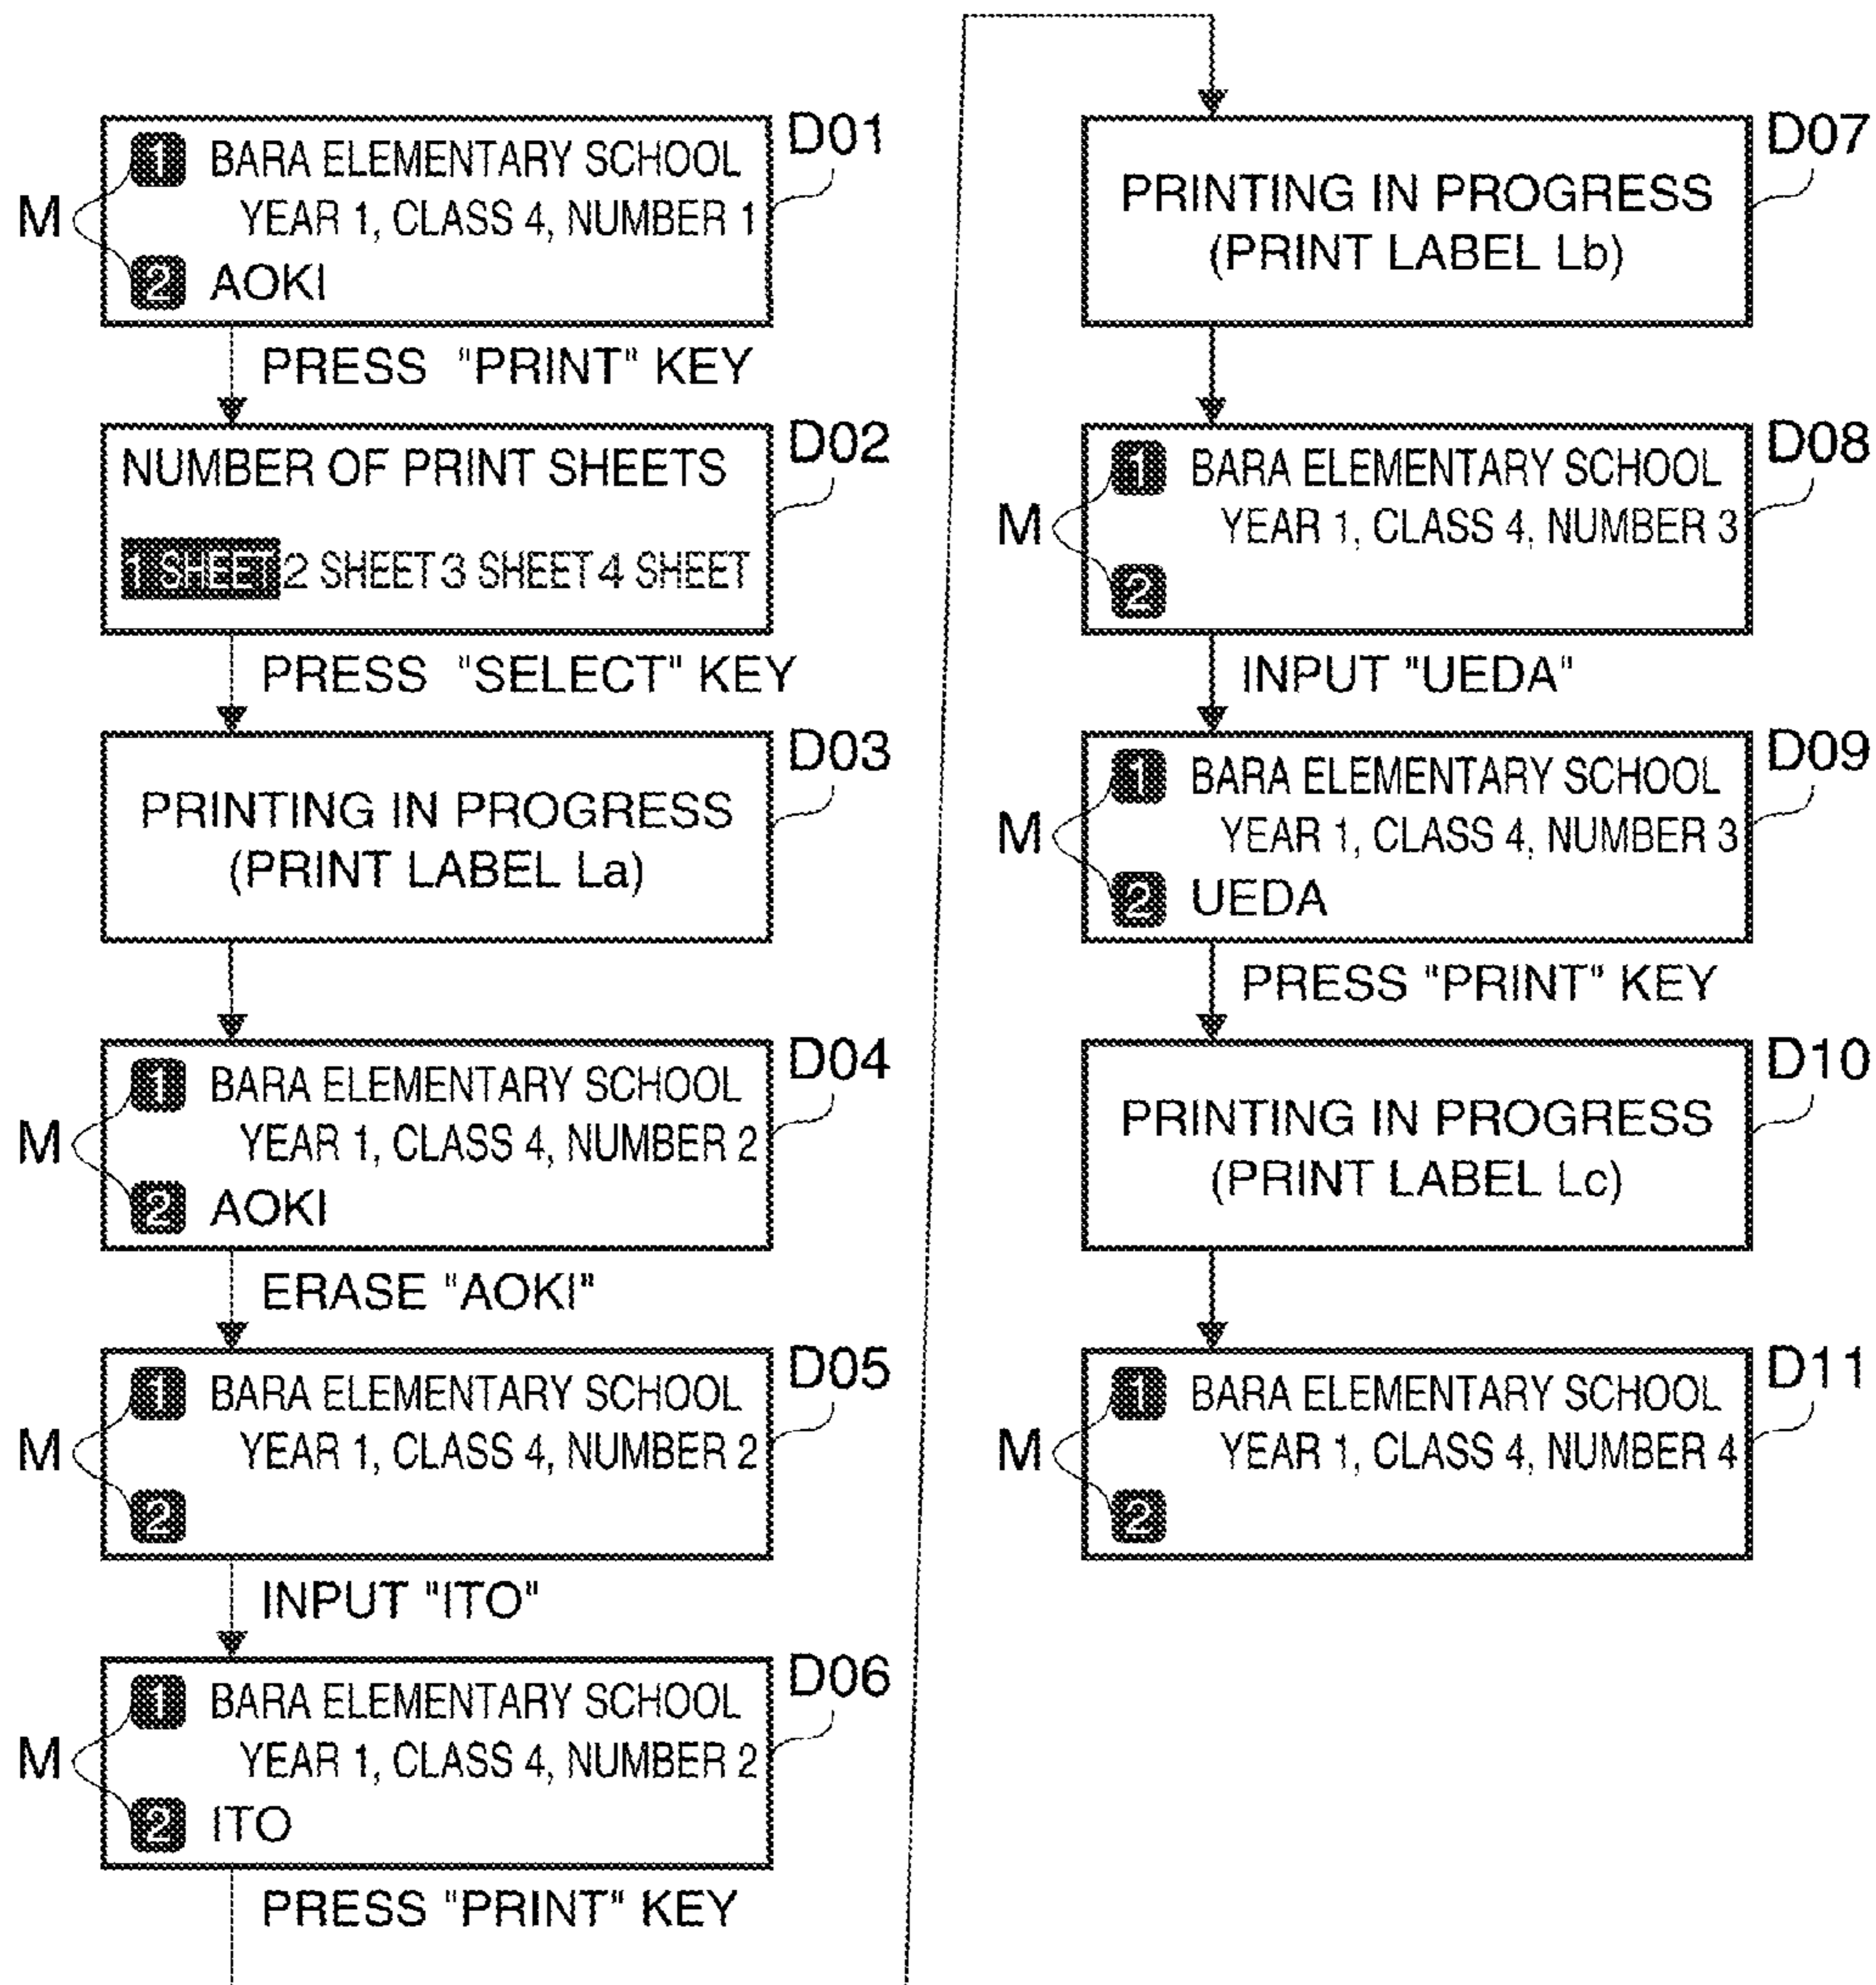 D01
1 BARA ELEMENTARY SCHOOL
M
YEAR 1, CLASS 4, NUMBER 1
2 AOKI
PRESS "PRINT" KEY
D02
NUMBER OF PRINT SHEETS
1 SHEET 2 SHEET 3 SHEET 4 SHEET
PRESS "SELECT" KEY
D03
PRINTING IN PROGRESS
(PRINT LABEL La)
D04
1 BARA ELEMENTARY SCHOOL
M
YEAR 1, CLASS 4, NUMBER 2
2 AOKI
ERASE "AOKI"
D05
1 BARA ELEMENTARY SCHOOL
M
YEAR 1, CLASS 4, NUMBER 2
2
INPUT "ITO"
D06
1 BARA ELEMENTARY SCHOOL
M
YEAR 1, CLASS 4, NUMBER 2
2 ITO
PRESS "PRINT" KEY
D07
PRINTING IN PROGRESS
(PRINT LABEL Lb)
D08
1 BARA ELEMENTARY SCHOOL
M
YEAR 1, CLASS 4, NUMBER 3
2
INPUT "UEDA"
D09
1 BARA ELEMENTARY SCHOOL
M
YEAR 1, CLASS 4, NUMBER 3
2 UEDA
PRESS "PRINT" KEY
D10
PRINTING IN PROGRESS
(PRINT LABEL Lc)
D11
1 BARA ELEMENTARY SCHOOL
M
YEAR 1, CLASS 4, NUMBER 4
2